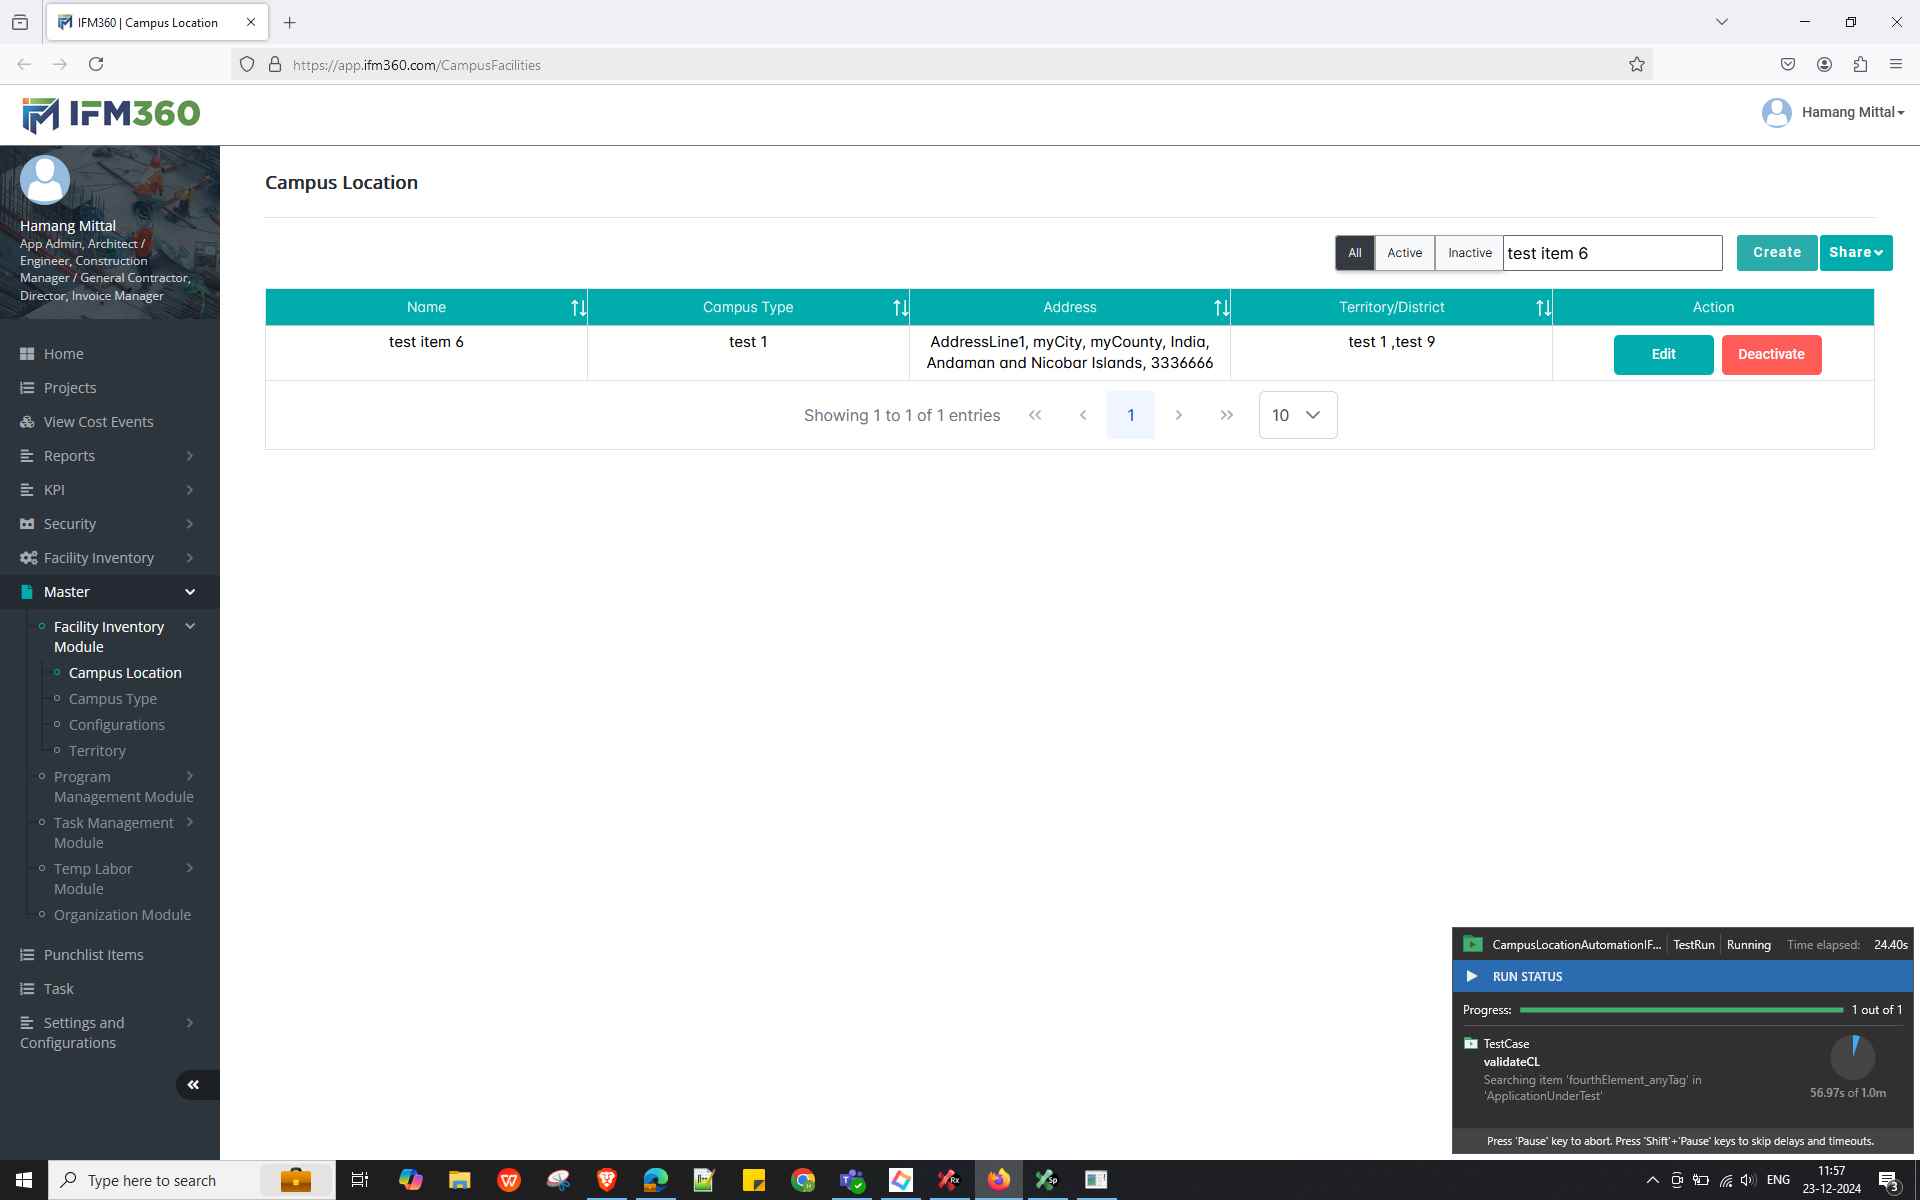 IFM360 | Campus Location
https://app.ifm360.com/CampusFacilities
IFM360
Hamang Mittal
Hamang Mittal
App Admin, Architect /
Engineer, Construction
Manager / General Contractor,
Director, Invoice Manager
Home
Projects
View Cost Events
Reports
KPI
Security
Facility Inventory
Master
Facility Inventory
Module
Campus Location
Campus Type
Configurations
Territory
Program
Management Module
Task Management
Module
Temp Labor
Module
Organization Module
Punchlist Items
Task
Settings and
Configurations
Campus Location
All Active Inactive test item 6 Create Share
Name Campus Type Address Territory/District Action
test item 6 test 1 AddressLine1, myCity, myCounty, India, test 1 ,test 9 Edit Deactivate
Andaman and Nicobar Islands, 3336666
Showing 1 to 1 of 1 entries 1 10
CampusLocationAutomationIF... TestRun Running Time elapsed: 24.40s
RUN STATUS
Progress: 1 out of 1
TestCase
validateCL
Searching item 'fourthElement_anyTag' in
'ApplicationUnderTest'
56.97s of 1.0m
Press 'Pause' key to abort. Press 'Shift'+'Pause' keys to skip delays and timeouts.
Type here to search
ENG
11:57
23-12-2024
3